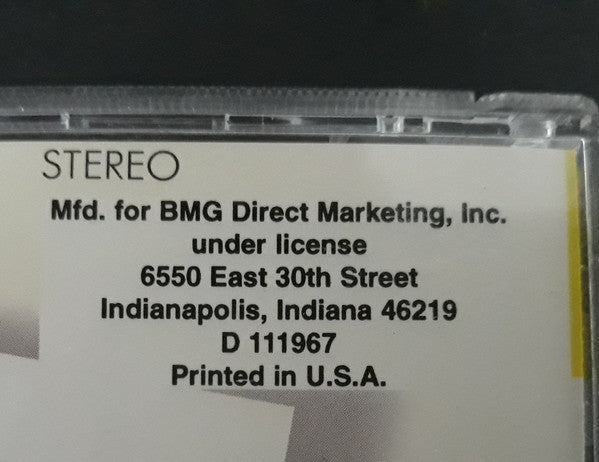 STEREO
Mfd. for BMG Direct Marketing, Inc.
under license
6550 East 30th Street
Indianapolis, Indiana 46219
D 111967
Printed in U.S.A.